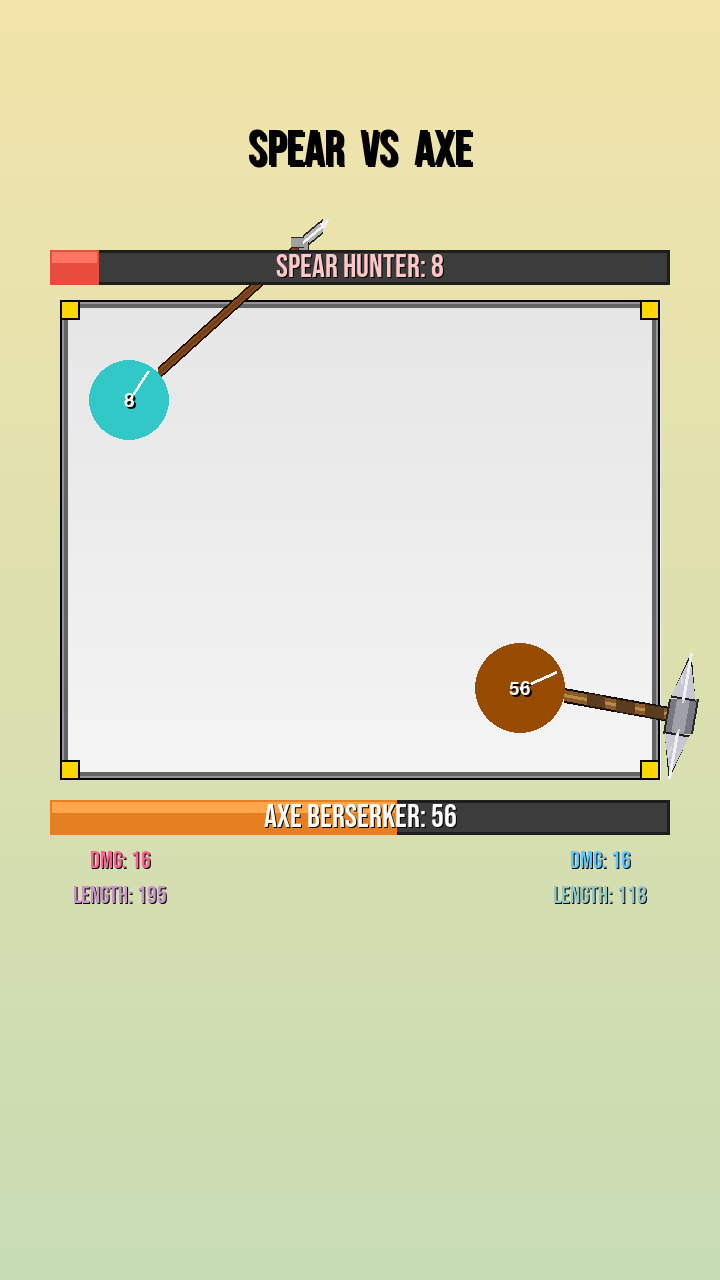 SPEAR VS AXE
SPEAR HUNTER: 8
8
56
AXE BERSERKER: 56
DMG: 16
DMG: 16
LENGTH: 195
LENGTH: 118